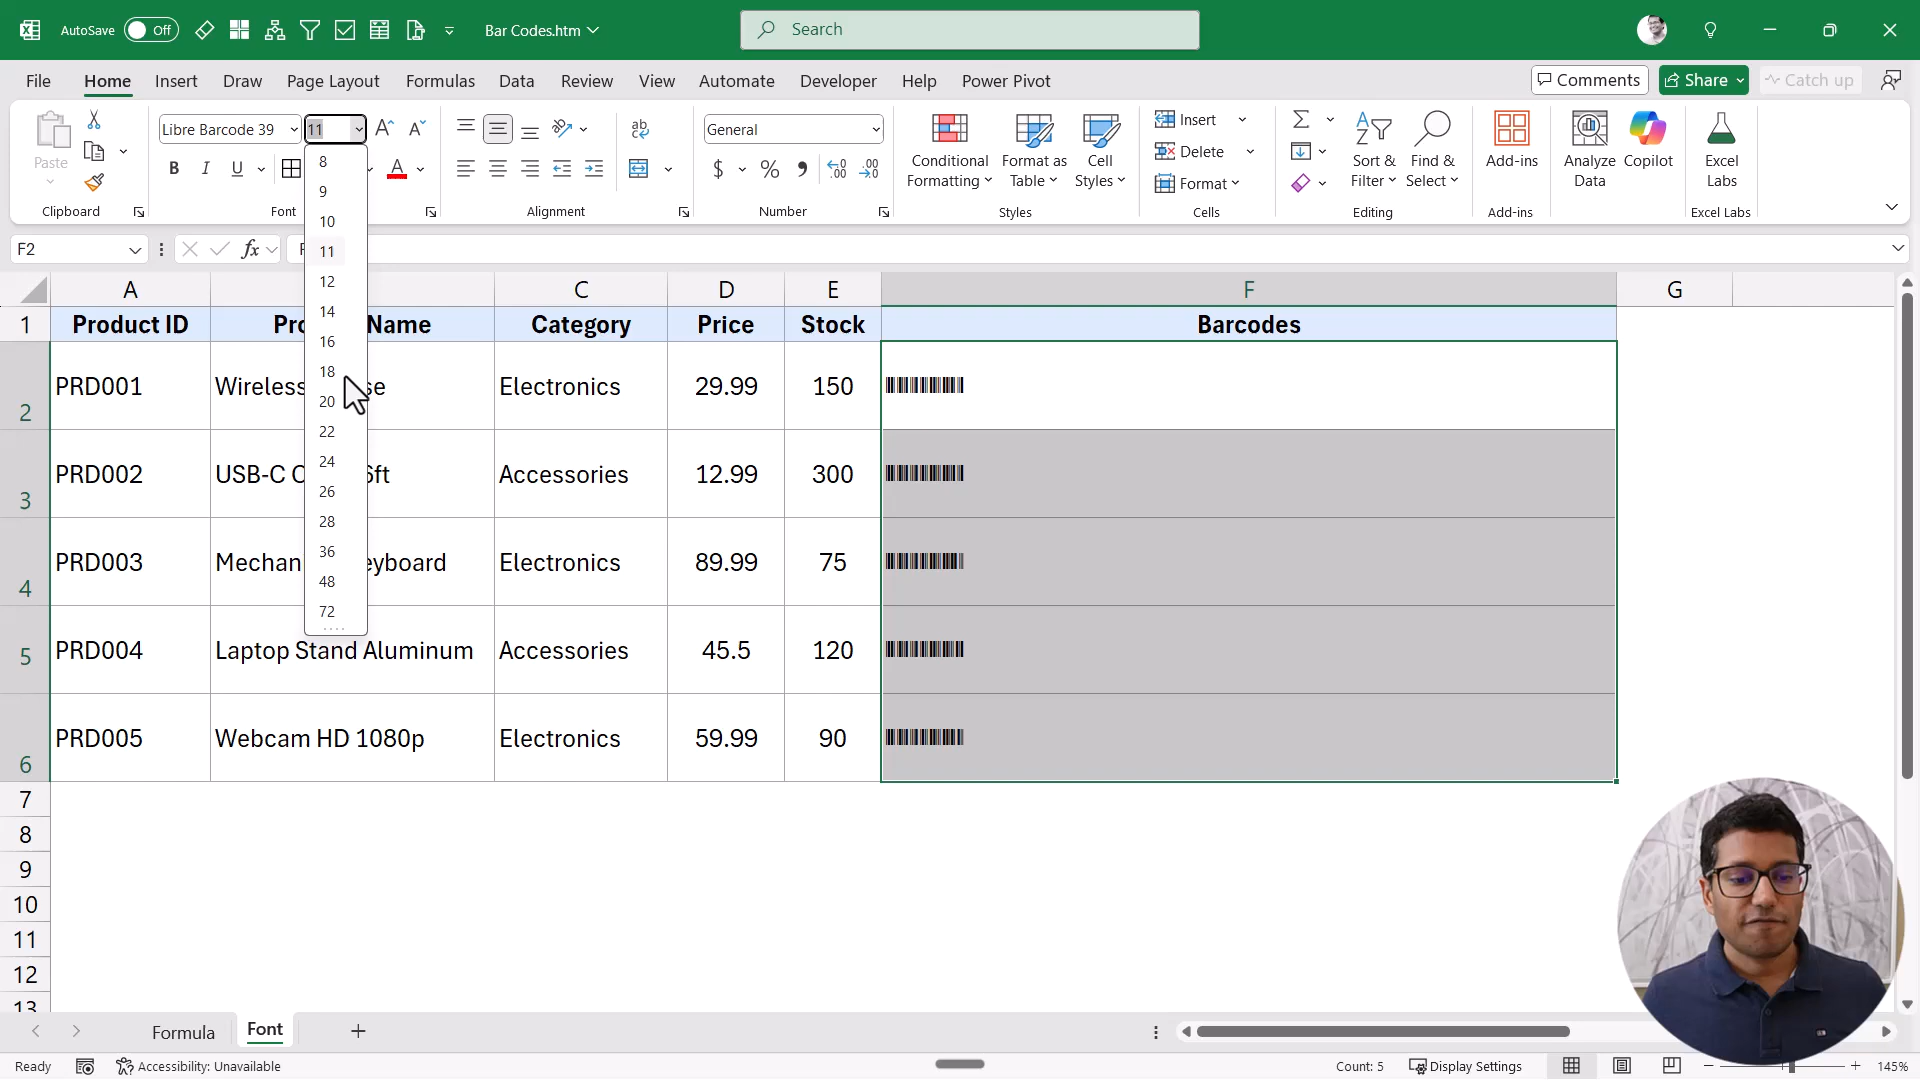 AutoSave Off Bar Codes.htm Search
File Home Insert Draw Page Layout Formulas Data Review View Automate Developer Help Power Pivot Comments Share Catch up
Paste
Clipboard
Libre Barcode 39 11
B I U A
Font
ab c
Alignment
General
$ % , .00
Number
Conditional Formatting
Format as Table
Cell Styles
Styles
Insert
Delete
Format
Cells
Sort & Filter
Find & Select
Editing
Add-ins
Add-ins
Analyze Data
Copilot
Excel Labs
Excel Labs
8
9
10
11
12
14
16
18
20
22
24
26
28
36
48
72
F2 fx
A C D E F G
1 Product ID Name Category Price Stock Barcodes
2 PRD001 Wireless Electronics 29.99 150
3 PRD002 USB-C 6ft Accessories 12.99 300
4 PRD003 Mechan eyboard Electronics 89.99 75
5 PRD004 Laptop Stand Aluminum Accessories 45.5 120
6 PRD005 Webcam HD 1080p Electronics 59.99 90
7
8
9
10
11
12
13
Formula Font
Ready Accessibility: Unavailable Count: 5 Display Settings 145%